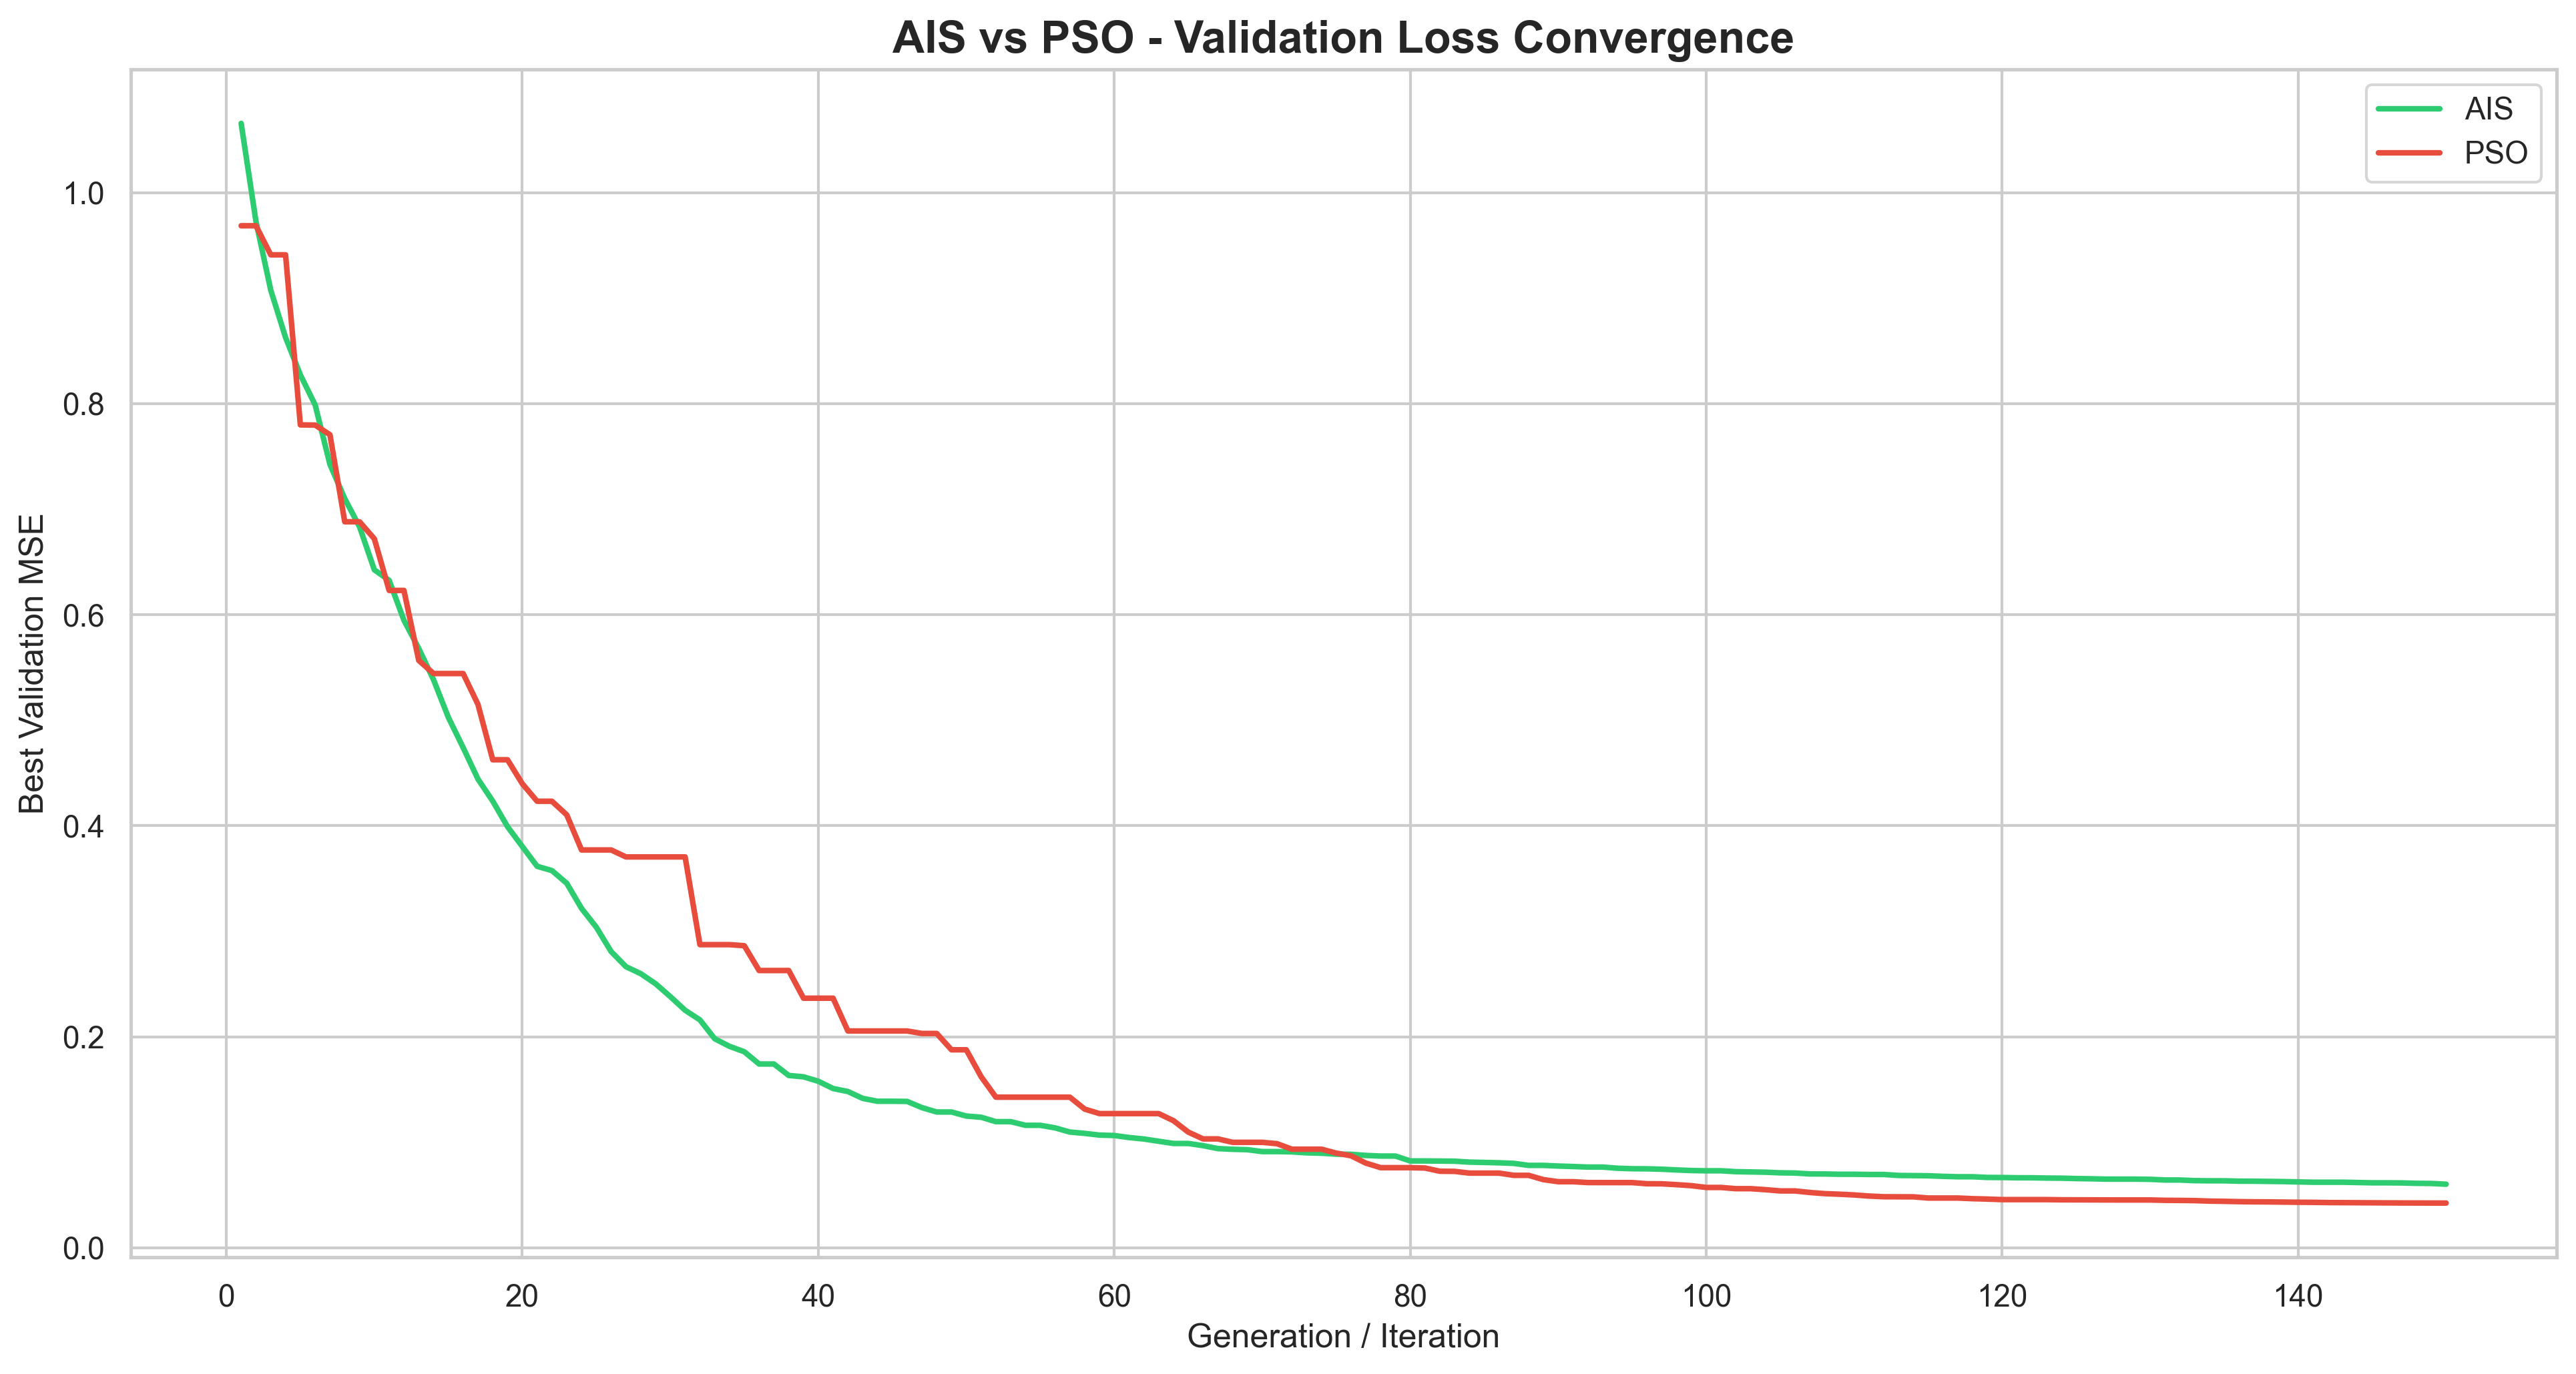 AIS vs PSO - Validation Loss Convergence
AIS
PSO
Best Validation MSE
1.0
0.8
0.6
0.4
0.2
0.0
0 20 40 60 80 100 120 140
Generation / Iteration